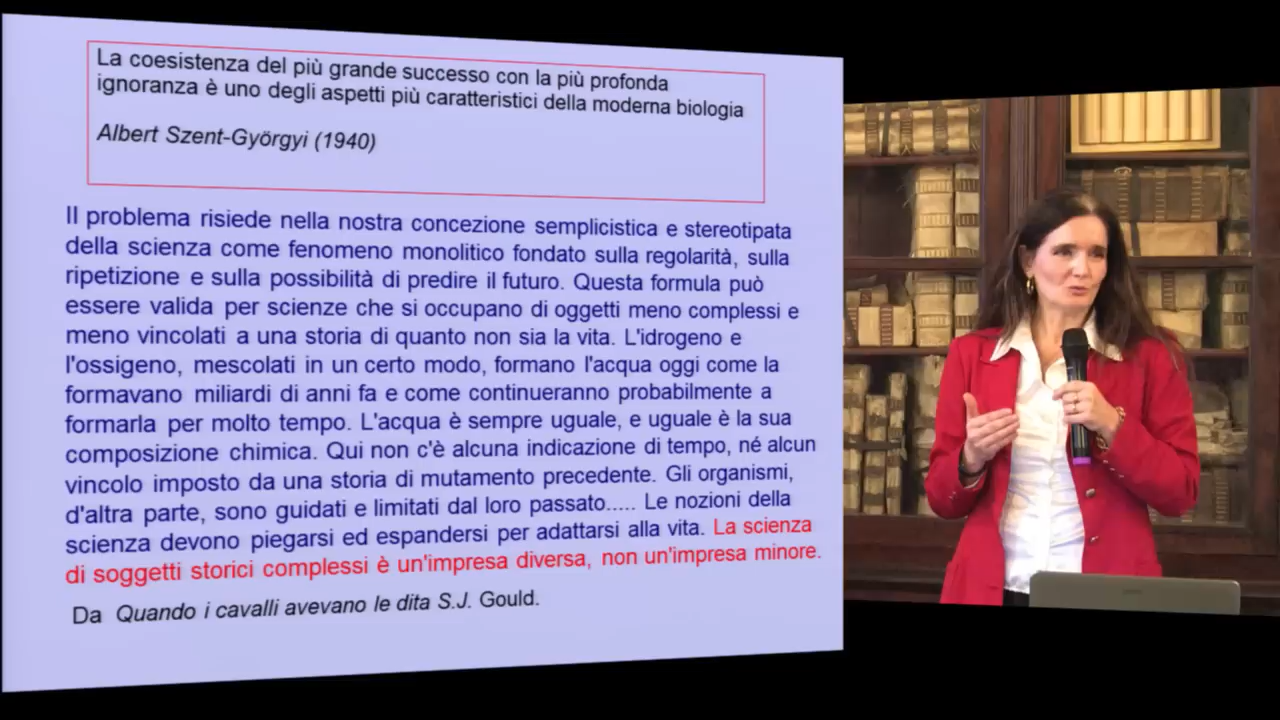 La coesistenza del più grande successo con la più profonda
ignoranza è uno degli aspetti più caratteristici della moderna biologia
Albert Szent-Györgyi (1940)
Il problema risiede nella nostra concezione semplicistica e stereotipata
della scienza come fenomeno monolitico fondato sulla regolarità, sulla
ripetizione e sulla possibilità di predire il futuro. Questa formula può
essere valida per scienze che si occupano di oggetti meno complessi e
meno vincolati a una storia di quanto non sia la vita. L'idrogeno e
l'ossigeno, mescolati in un certo modo, formano l'acqua oggi come la
formavano miliardi di anni fa e come continueranno probabilmente a
formarla per molto tempo. L'acqua è sempre uguale, e uguale è la sua
composizione chimica. Qui non c'è alcuna indicazione di tempo, né alcun
vincolo imposto da una storia di mutamento precedente. Gli organismi,
d'altra parte, sono guidati e limitati dal loro passato..... Le nozioni della
scienza devono piegarsi ed espandersi per adattarsi alla vita. La scienza
di soggetti storici complessi è un'impresa diversa, non un'impresa minore.
Da Quando i cavalli avevano le dita S.J. Gould.